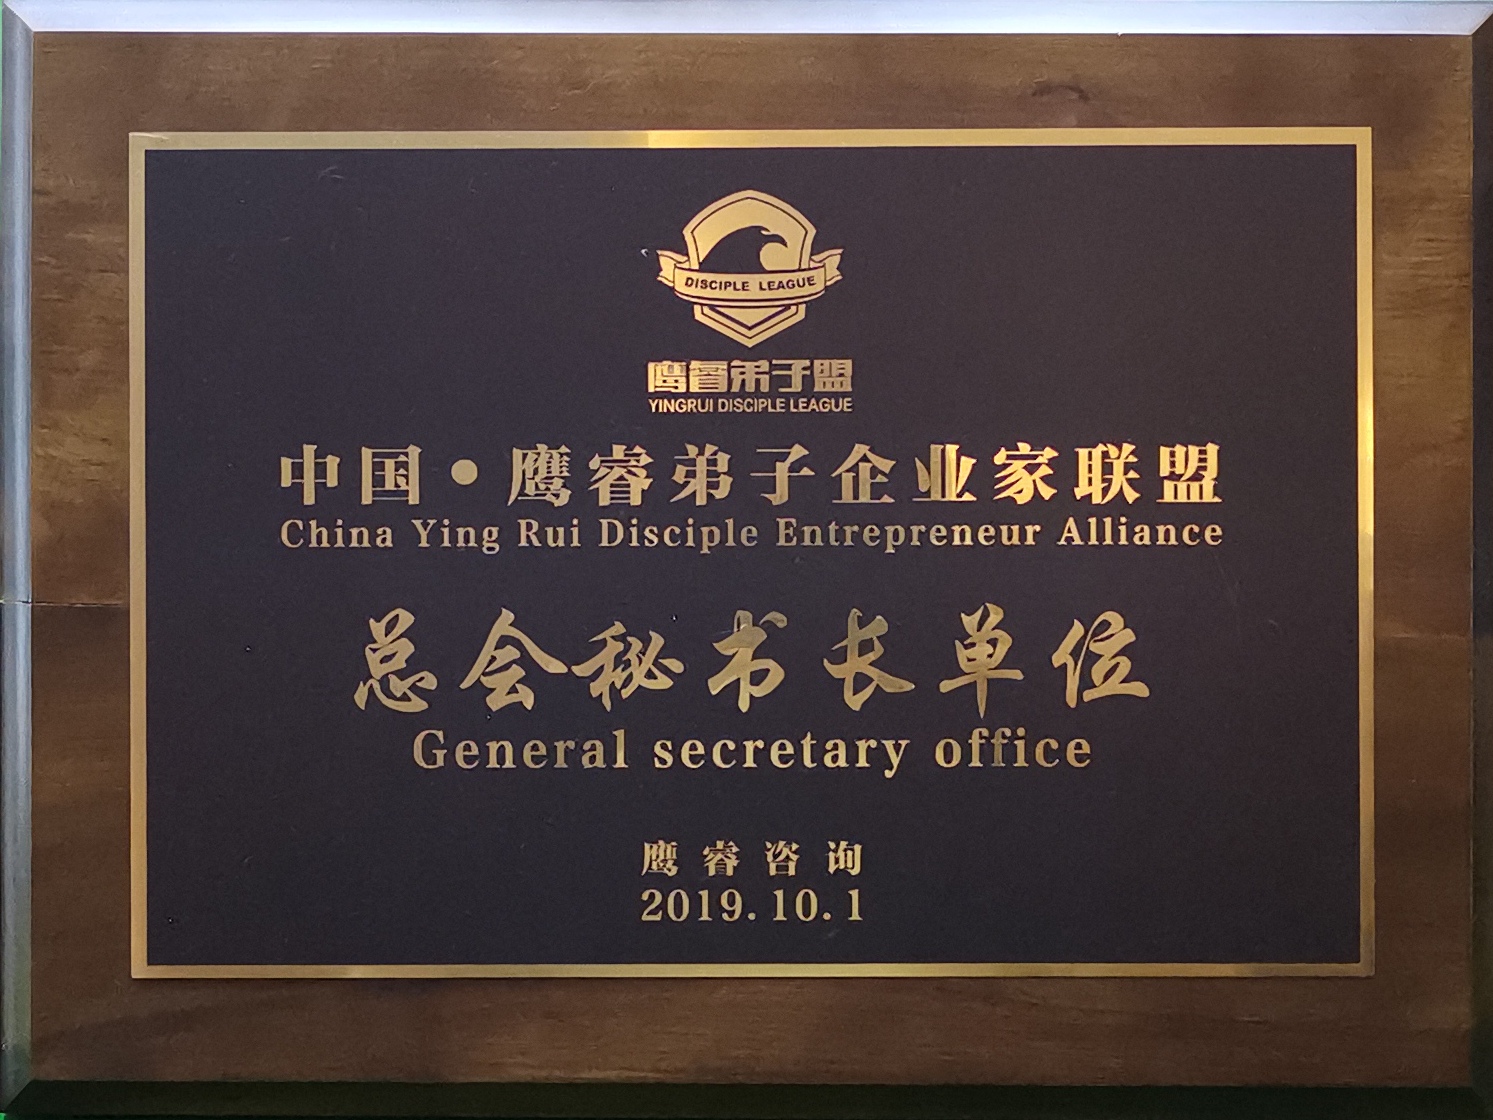 DISCIPLE LEAGUE
鹰睿弟子盟
YINGRUI DISCIPLE LEAGUE
中国•鹰睿弟子企业家联盟
China Ying Rui Disciple Entrepreneur Alliance
总会秘书长单位
General secretary office
鹰睿咨询
2019.10.1